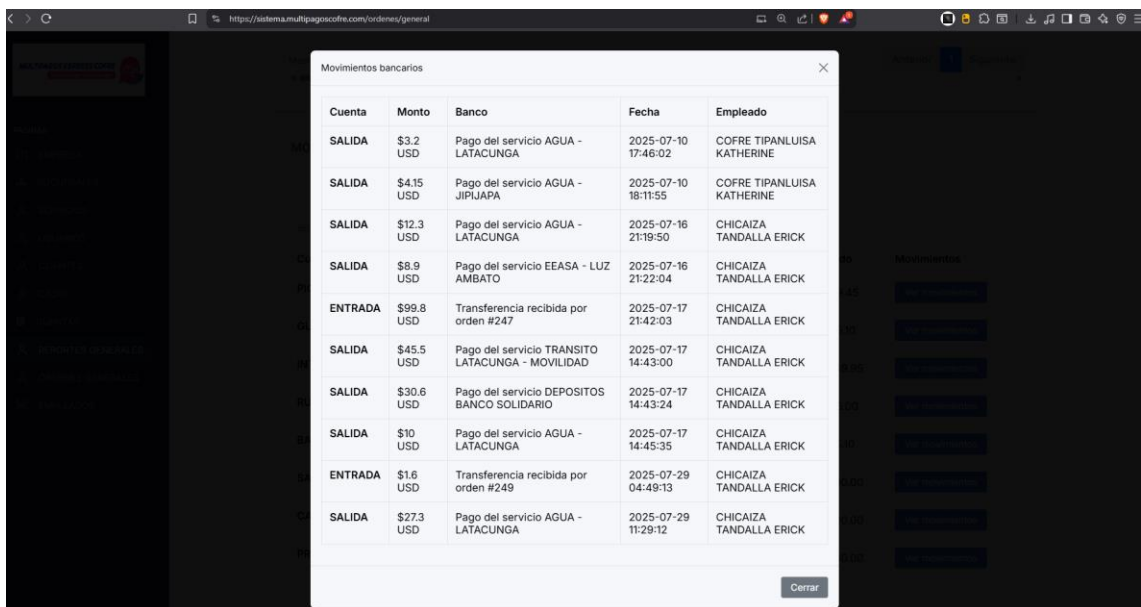 https://sistema.multipagoscofre.com/ordenes/general
Movimientos bancarios
Cuenta Monto Banco Fecha Empleado
SALIDA $3.2 USD Pago del servicio AGUA - LATACUNGA 2025-07-10 17:46:02 COFRE TIPANLUISA KATHERINE
SALIDA $4.15 USD Pago del servicio AGUA - JIPIJAPA 2025-07-10 18:11:55 COFRE TIPANLUISA KATHERINE
SALIDA $12.3 USD Pago del servicio AGUA - LATACUNGA 2025-07-16 21:19:50 CHICAIZA TANDALLA ERICK
SALIDA $8.9 USD Pago del servicio EEASA - LUZ AMBATO 2025-07-16 21:22:04 CHICAIZA TANDALLA ERICK
ENTRADA $99.8 USD Transferencia recibida por orden #247 2025-07-17 21:42:03 CHICAIZA TANDALLA ERICK
SALIDA $45.5 USD Pago del servicio TRANSITO LATACUNGA - MOVILIDAD 2025-07-17 14:43:00 CHICAIZA TANDALLA ERICK
SALIDA $30.6 USD Pago del servicio DEPOSITOS BANCO SOLIDARIO 2025-07-17 14:43:24 CHICAIZA TANDALLA ERICK
SALIDA $10 USD Pago del servicio AGUA - LATACUNGA 2025-07-17 14:45:35 CHICAIZA TANDALLA ERICK
ENTRADA $1.6 USD Transferencia recibida por orden #249 2025-07-29 04:49:13 CHICAIZA TANDALLA ERICK
SALIDA $27.3 USD Pago del servicio AGUA - LATACUNGA 2025-07-29 11:29:12 CHICAIZA TANDALLA ERICK
Cerrar
Movimientos
REPORTES GENERALES